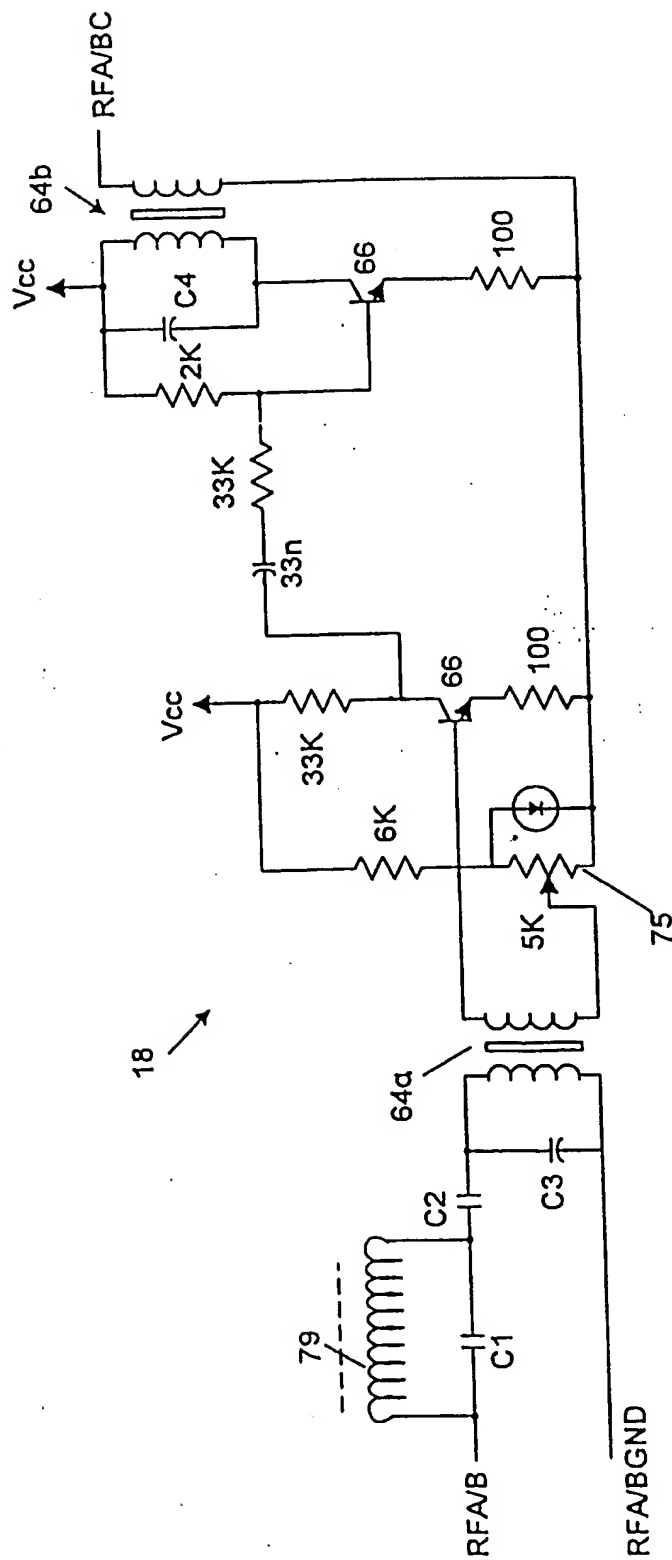 RFA/BC
64b
Vcc
C4
2K
66
100
33K
33n
Vcc
33K
66
100
6K
5K
75
18
64a
C2
C3
79
C1
RFA/B
RFA/BGND